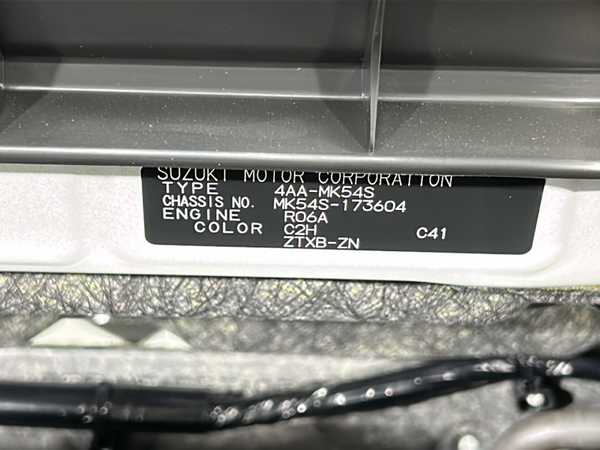 SUZUKI MOTOR CORPORATION
TYPE 4AA-MK54S
CHASSIS NO. MK54S-173604
ENGINE R06A
COLOR C2H C41
ZTXB-ZN